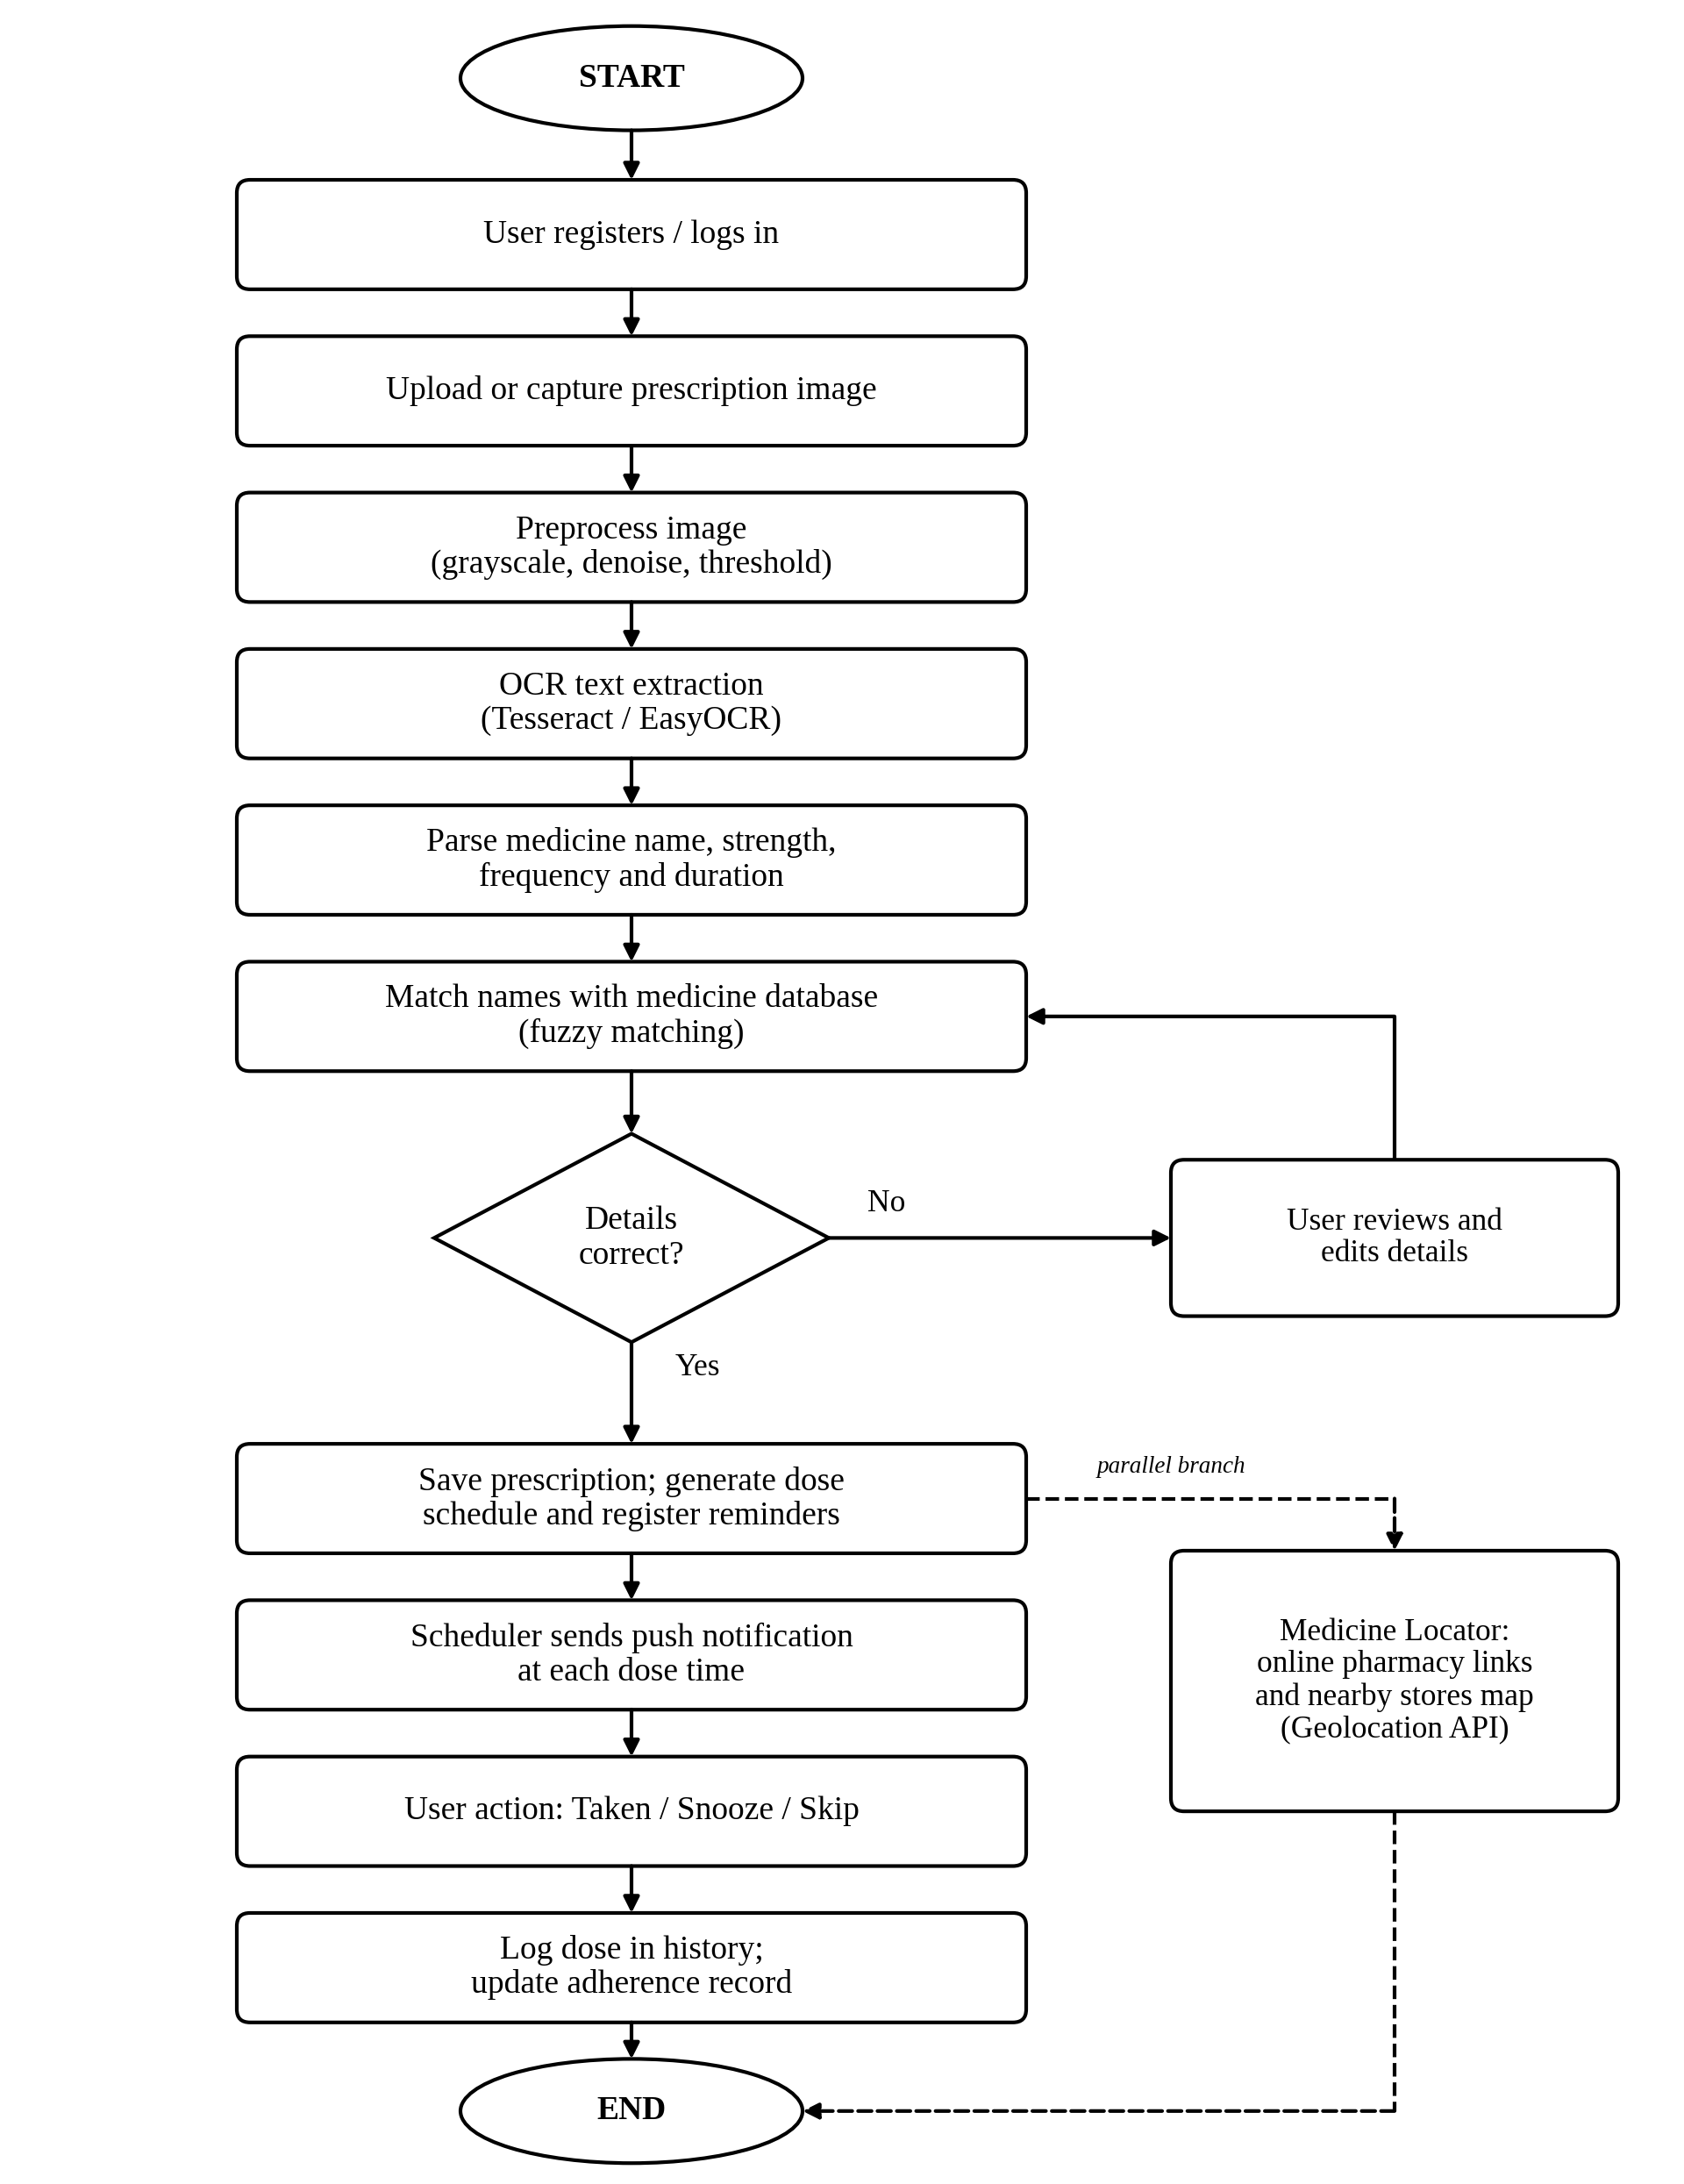 START
User registers / logs in
Upload or capture prescription image
Preprocess image
(grayscale, denoise, threshold)
OCR text extraction
(Tesseract / EasyOCR)
Parse medicine name, strength,
frequency and duration
Match names with medicine database
(fuzzy matching)
Details
correct?
No
User reviews and
edits details
Yes
Save prescription; generate dose
schedule and register reminders
parallel branch
Scheduler sends push notification
at each dose time
Medicine Locator:
online pharmacy links
and nearby stores map
(Geolocation API)
User action: Taken / Snooze / Skip
Log dose in history;
update adherence record
END